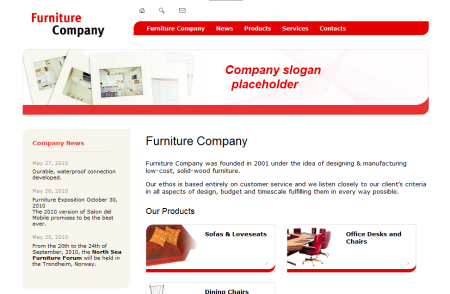 Furniture
Company
Furniture Company News Products Services Contacts
Company slogan
placeholder
Company News
May 27, 2010
Durable, waterproof connection
developed.
May 26, 2010
Furniture Exposition October 30,
2010
The 2010 version of Salon del
Mobile promises to be the best
ever.
May 25, 2010
From the 20th to the 24th of
September, 2010, the North Sea
Furniture Forum will be held in
the Trondheim, Norway.
Furniture Company
Furniture Company was founded in 2001 under the idea of designing & manufacturing
low-cost, solid-wood furniture.
Our ethos is based entirely on customer service and we listen closely to our client's criteria
in all aspects of design, budget and timescale fulfilling them in every way possible.
Our Products
Sofas & Loveseats
Office Desks and
Chairs
Dining Chairs